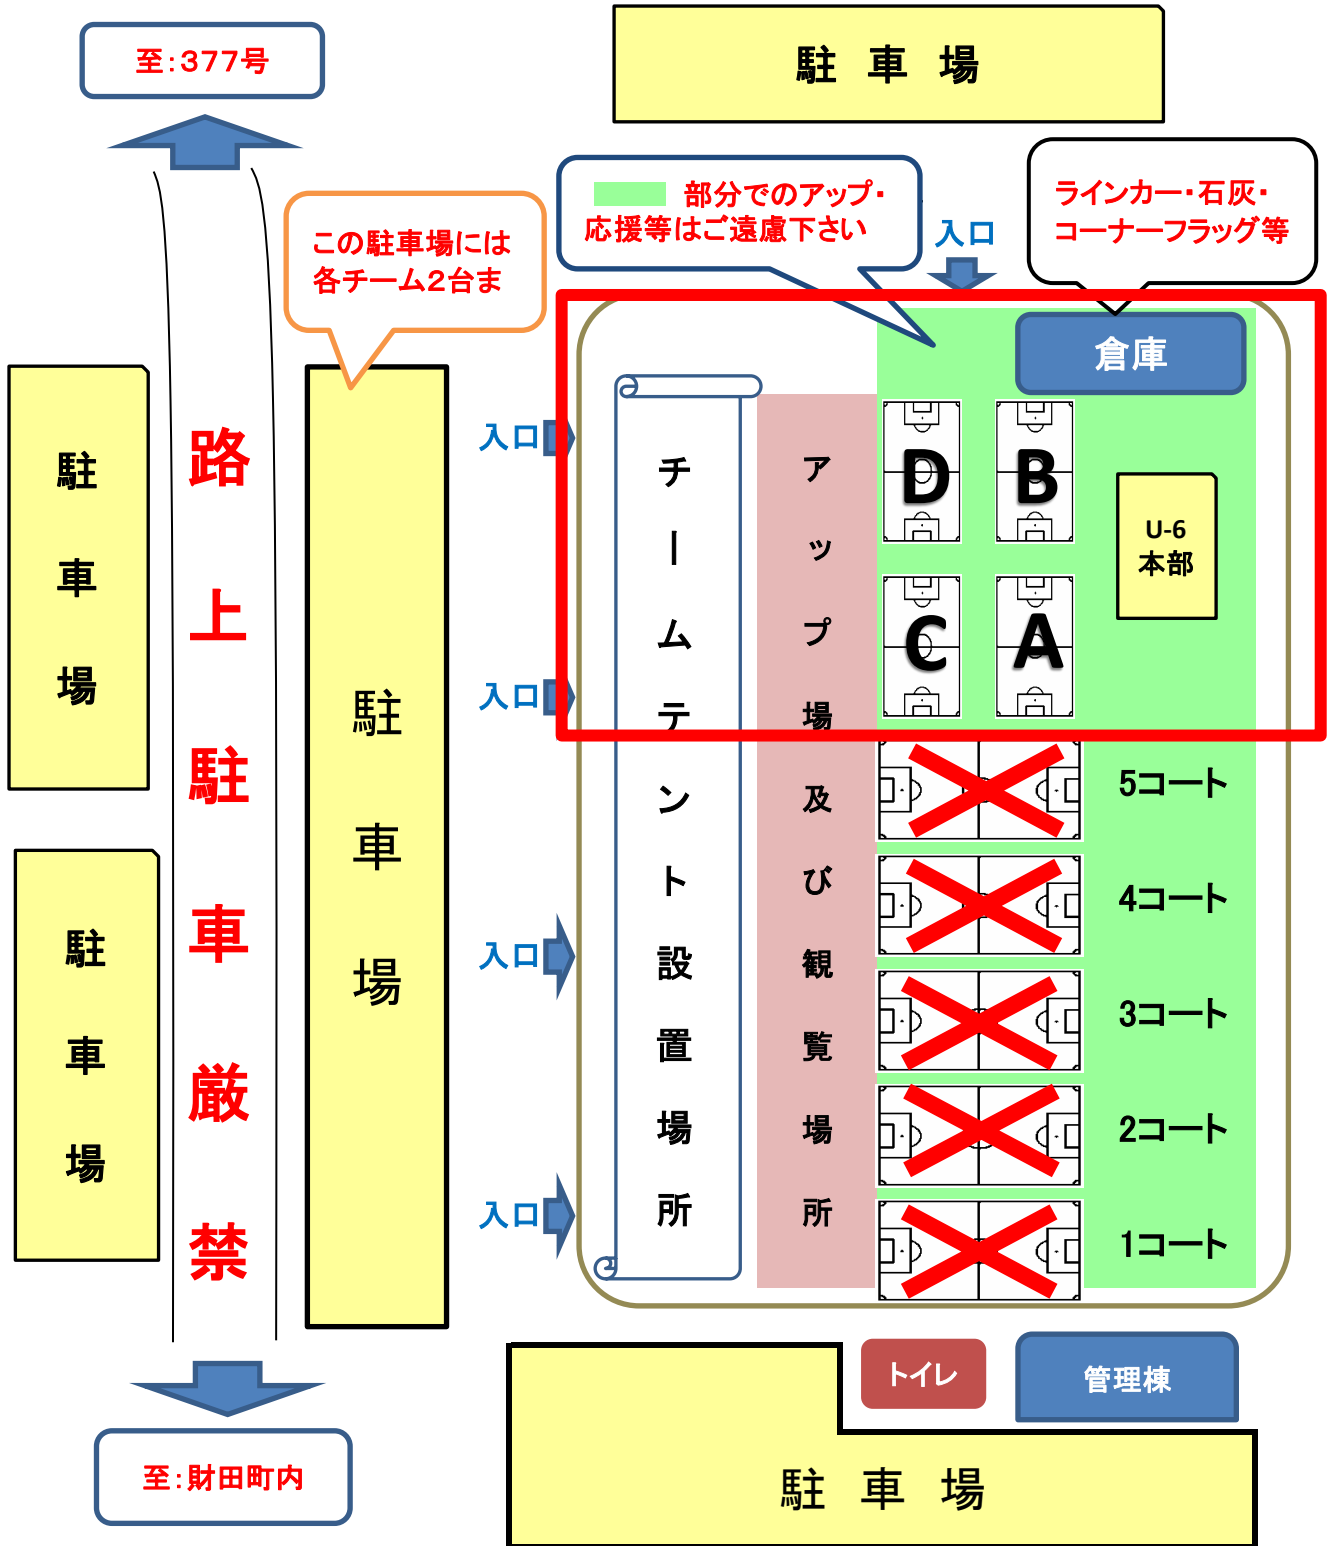 至：３７７号
駐　車　場
部分でのアップ・
応援等はご遠慮下さい
ラインカー・石灰・
コーナーフラッグ等
この駐車場には
各チーム２台ま
入口
倉庫
駐車場
路上駐車厳禁
駐車場
駐車場
入口
入口
入口
入口
チームテント設置場所
アップ場及び観覧場所
D
B
C
A
U-6
本部
5コート
4コート
3コート
2コート
1コート
トイレ
管理棟
至：財田町内
駐　車　場